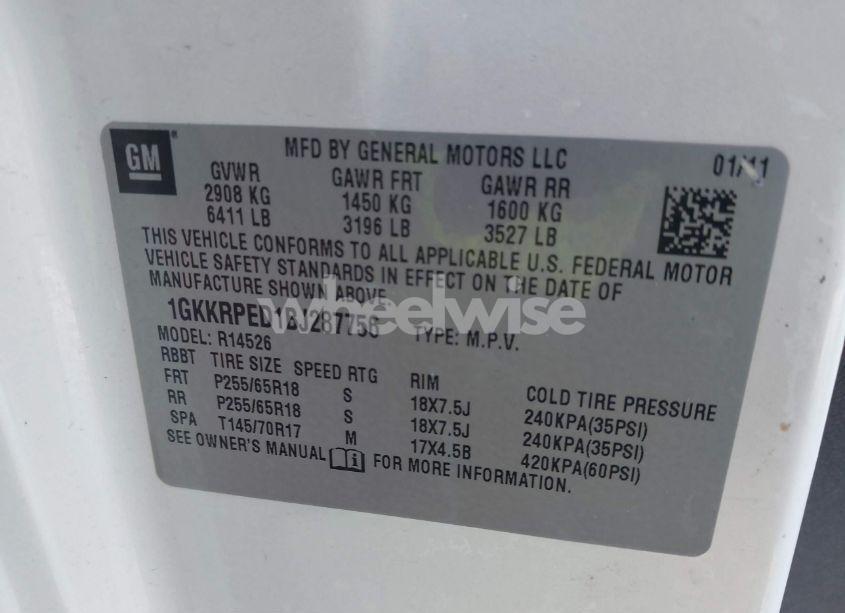 GM
MFD BY GENERAL MOTORS LLC 01/11
GVWR GAWR FRT GAWR RR
2908 KG 1450 KG 1600 KG
6411 LB 3196 LB 3527 LB
THIS VEHICLE CONFORMS TO ALL APPLICABLE U.S. FEDERAL MOTOR
VEHICLE SAFETY STANDARDS IN EFFECT ON THE DATE OF
MANUFACTURE SHOWN ABOVE.
wheelwise
TYPE: M.P.V.
MODEL: R14526
RBBT TIRE SIZE SPEED RTG RIM COLD TIRE PRESSURE
FRT P255/65R18 S 18X7.5J 240KPA(35PSI)
RR P255/65R18 S 18X7.5J 240KPA(35PSI)
SPA T145/70R17 M 17X4.5B 420KPA(60PSI)
SEE OWNER'S MANUAL FOR MORE INFORMATION.